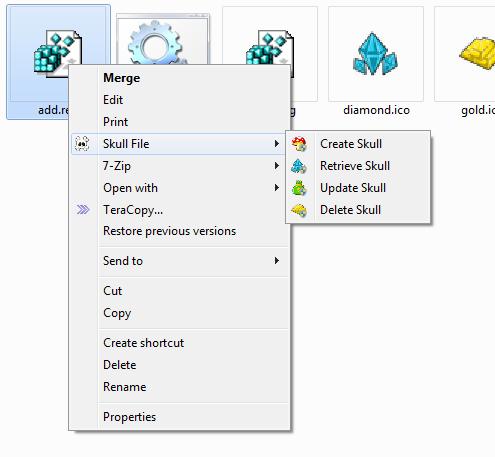 add.re
g
diamond.ico
gold.ic
Merge
Edit
Print
Skull File
7-Zip
Open with
TeraCopy...
Restore previous versions
Send to
Cut
Copy
Create shortcut
Delete
Rename
Properties
Create Skull
Retrieve Skull
Update Skull
Delete Skull